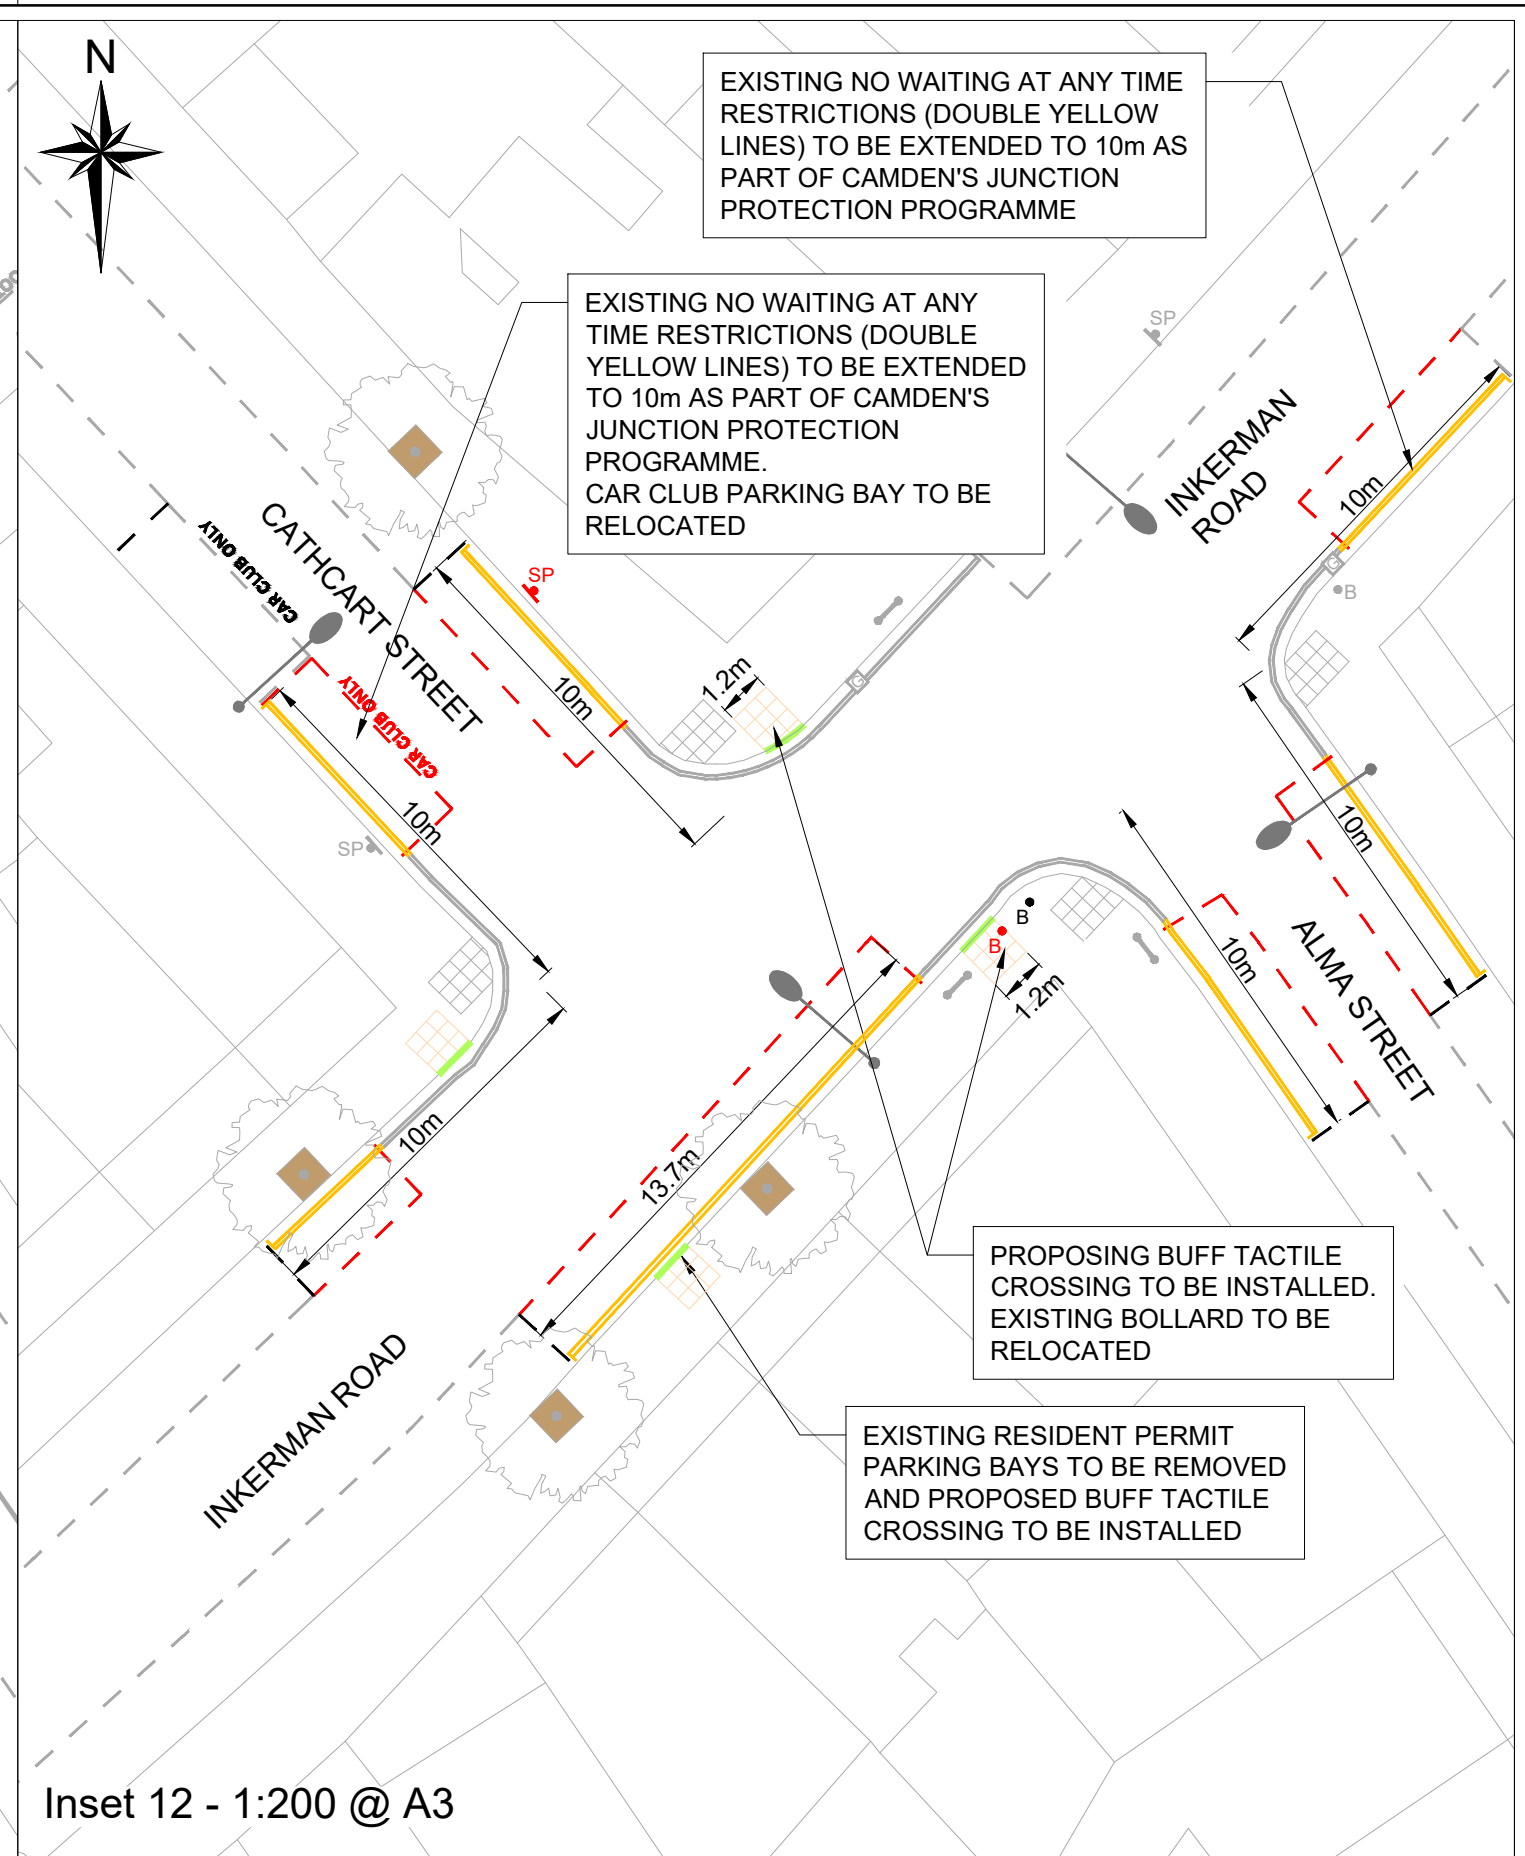 N
EXISTING NO WAITING AT ANY TIME
RESTRICTIONS (DOUBLE YELLOW
LINES) TO BE EXTENDED TO 10m AS
PART OF CAMDEN'S JUNCTION
PROTECTION PROGRAMME
EXISTING NO WAITING AT ANY
TIME RESTRICTIONS (DOUBLE
YELLOW LINES) TO BE EXTENDED
TO 10m AS PART OF CAMDEN'S
JUNCTION PROTECTION
PROGRAMME.
CAR CLUB PARKING BAY TO BE
RELOCATED
SP
INKERMAN
ROAD
10m
G
B
CATHCART STREET
CAR CLUB ONLY
SP
10m
1.2m
G
CAR CLUB ONLY
10m
SP
10m
B
B
1.2m
10m
ALMA STREET
10m
13.7m
PROPOSING BUFF TACTILE
CROSSING TO BE INSTALLED.
EXISTING BOLLARD TO BE
RELOCATED
INKERMAN ROAD
EXISTING RESIDENT PERMIT
PARKING BAYS TO BE REMOVED
AND PROPOSED BUFF TACTILE
CROSSING TO BE INSTALLED
Inset 12 - 1:200 @ A3